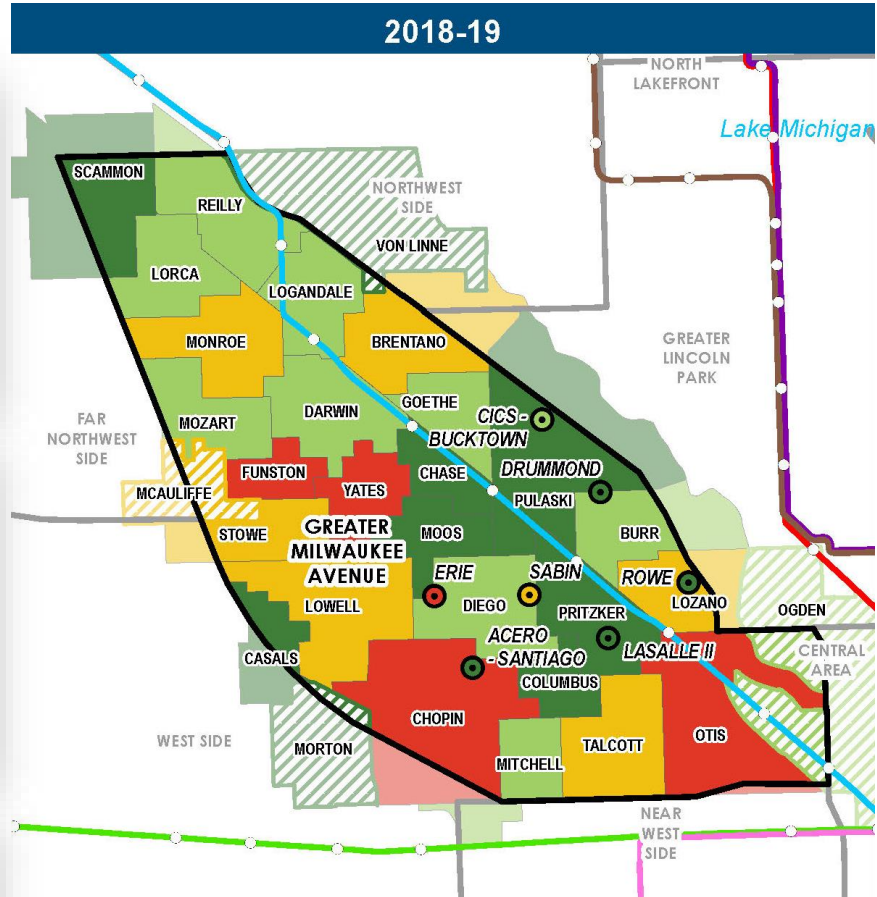 2018-19
NORTH
LAKEFRONT
Lake Michigan
SCAMMON
NORTHWEST
SIDE
REILLY
VON LINNE
LORCA
LOGANDALE
MONROE
BRENTANO
GREATER
LINCOLN
PARK
GOETHE
DARWIN
CICS -
BUCKTOWN
MOZART
FAR
NORTHWEST
SIDE
FUNSTON
CHASE
DRUMMOND
YATES
MCAULIFFE
PULASKI
STOWE
GREATER
MILWAUKEE
AVENUE
MOOS
BURR
ERIE
SABIN
ROWE
LOWELL
DIEGO
PRITZKER
LOZANO
OGDEN
ACERO
- SANTIAGO
LASALLE II
CENTRAL
AREA
CASALS
COLUMBUS
CHOPIN
WEST SIDE
MORTON
OTIS
TALCOTT
MITCHELL
NEAR
WEST
SIDE